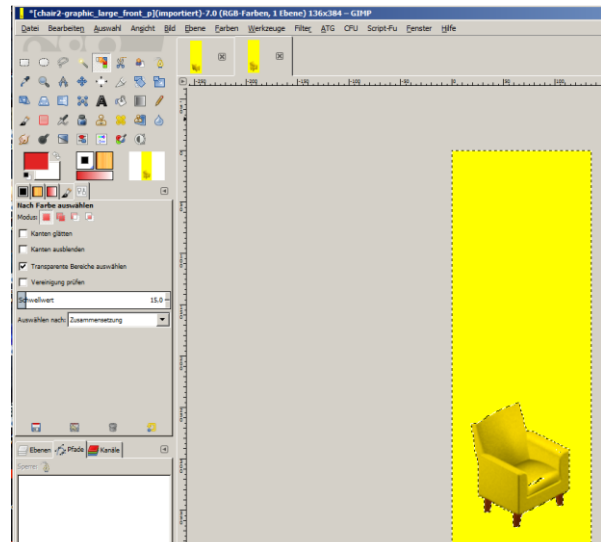 *[chair2-graphic_large_front_p](importiert)-7.0 (RGB-Farben, 1 Ebene) 136x384 – GIMP
Datei Bearbeiten Auswahl Ansicht Bild Ebene Farben Werkzeuge Filter ATG CFU Script-Fu Fenster Hilfe
Nach Farbe auswählen
Modus:
Kanten glätten
Kanten ausblenden
Transparente Bereiche auswählen
Vereinigung prüfen
Schwellwert 15.0
Auswählen nach: Zusammensetzung
Ebenen Pfade Kanäle
Sperre: